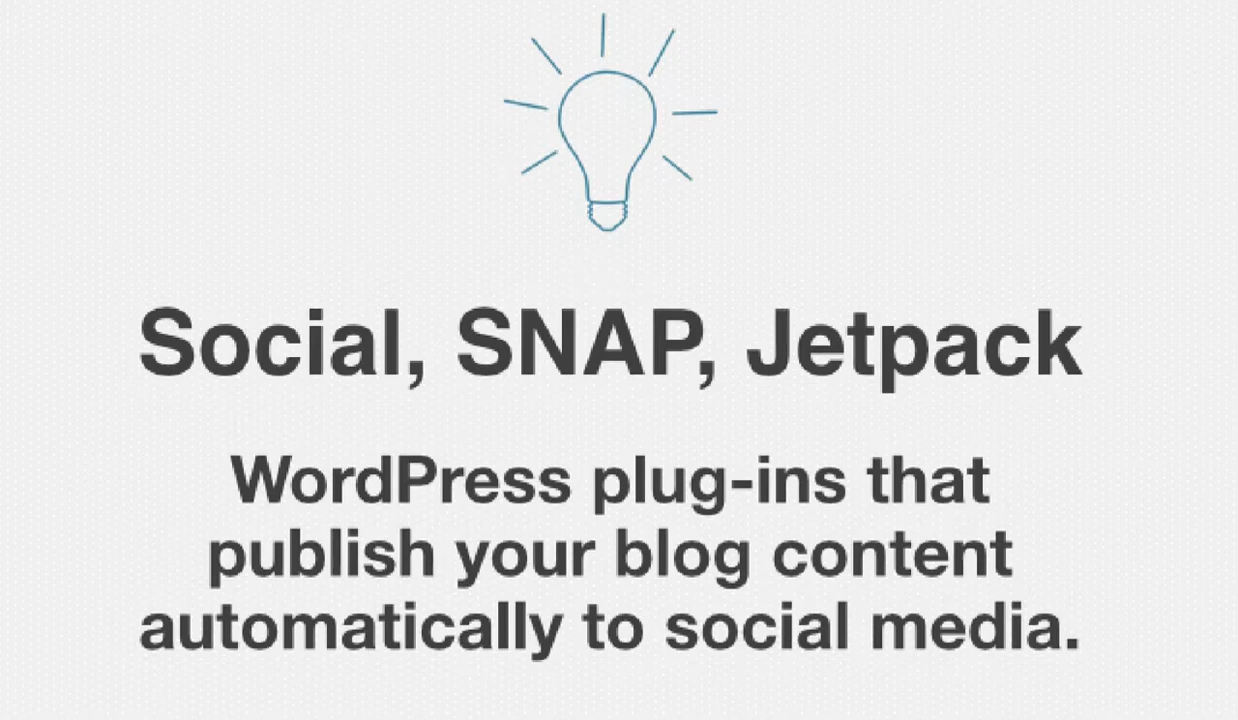 Social, SNAP, Jetpack
WordPress plug-ins that
publish your blog content
automatically to social media.